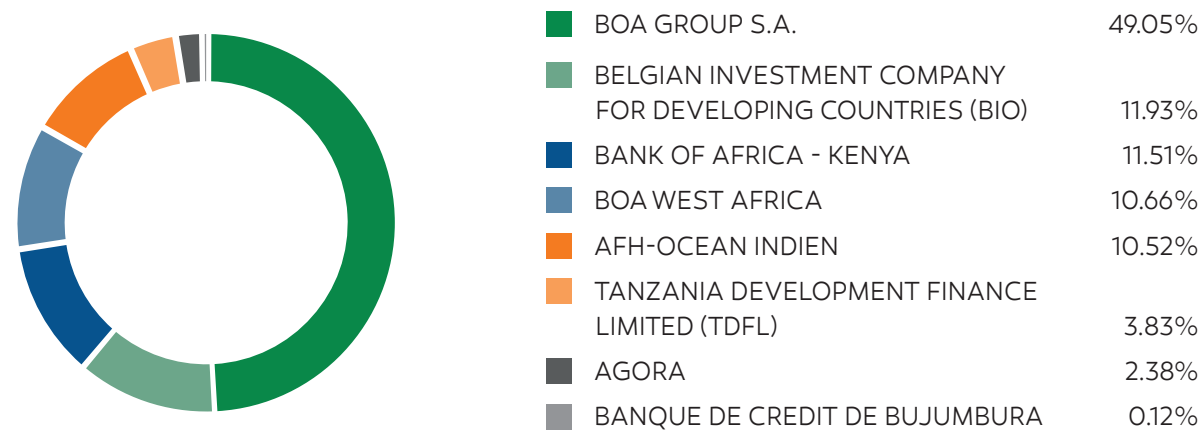 BOA GROUP S.A. 49.05%
BELGIAN INVESTMENT COMPANY
FOR DEVELOPING COUNTRIES (BIO) 11.93%
BANK OF AFRICA - KENYA 11.51%
BOA WEST AFRICA 10.66%
AFH-OCEAN INDIEN 10.52%
TANZANIA DEVELOPMENT FINANCE
LIMITED (TDFL) 3.83%
AGORA 2.38%
BANQUE DE CREDIT DE BUJUMBURA 0.12%